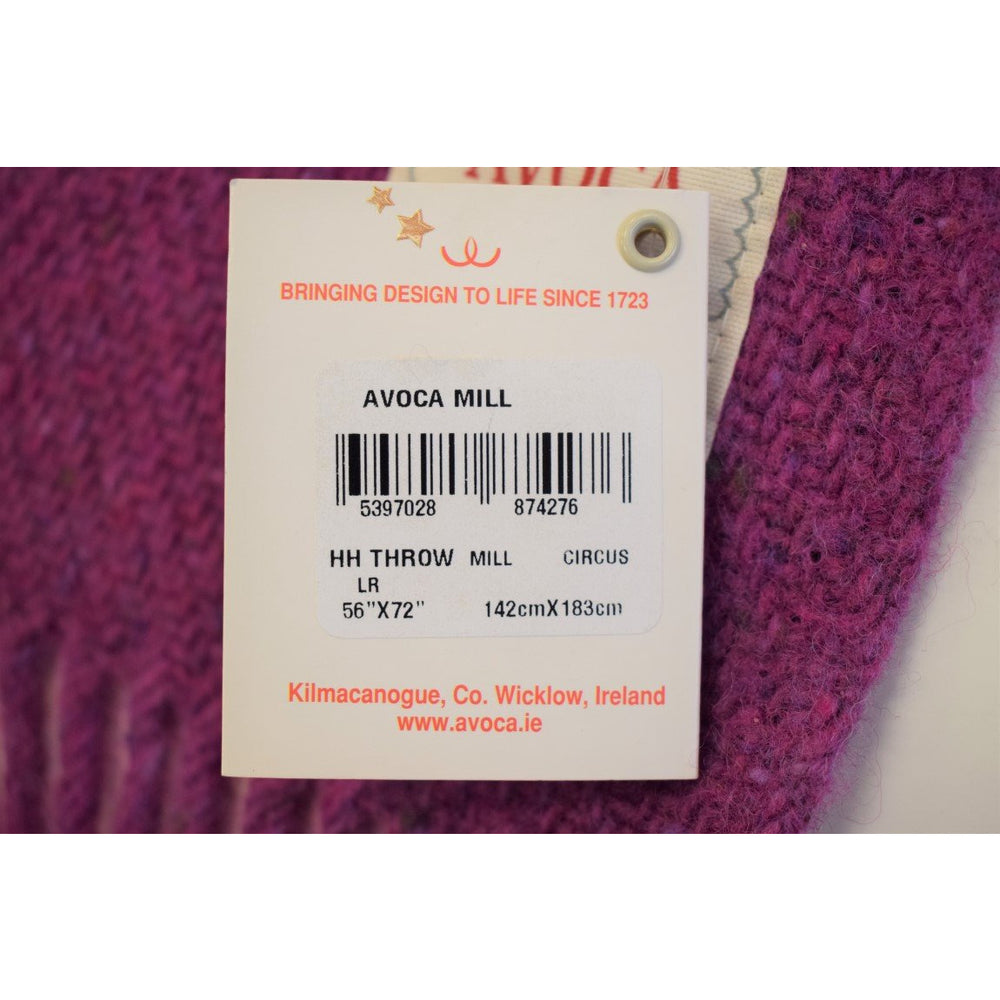 AVOCA
BRINGING DESIGN TO LIFE SINCE 1723
AVOCA MILL
5397028 874276
HH THROW MILL CIRCUS
LR
56"X72" 142cmX183cm
Kilmacanogue, Co. Wicklow, Ireland
www.avoca.ie